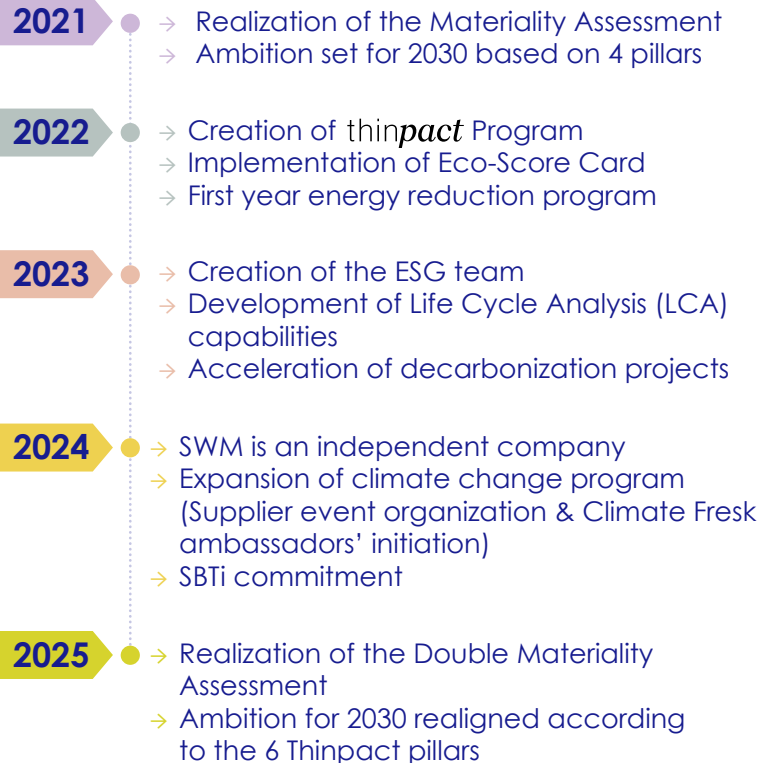 2021
→ Realization of the Materiality Assessment
→ Ambition set for 2030 based on 4 pillars
2022
→ Creation of thinpact Program
→ Implementation of Eco-Score Card
→ First year energy reduction program
2023
→ Creation of the ESG team
→ Development of Life Cycle Analysis (LCA)
capabilities
→ Acceleration of decarbonization projects
2024
→ SWM is an independent company
→ Expansion of climate change program
(Supplier event organization & Climate Fresk
ambassadors’ initiation)
→ SBTi commitment
2025
→ Realization of the Double Materiality
Assessment
→ Ambition for 2030 realigned according
to the 6 Thinpact pillars